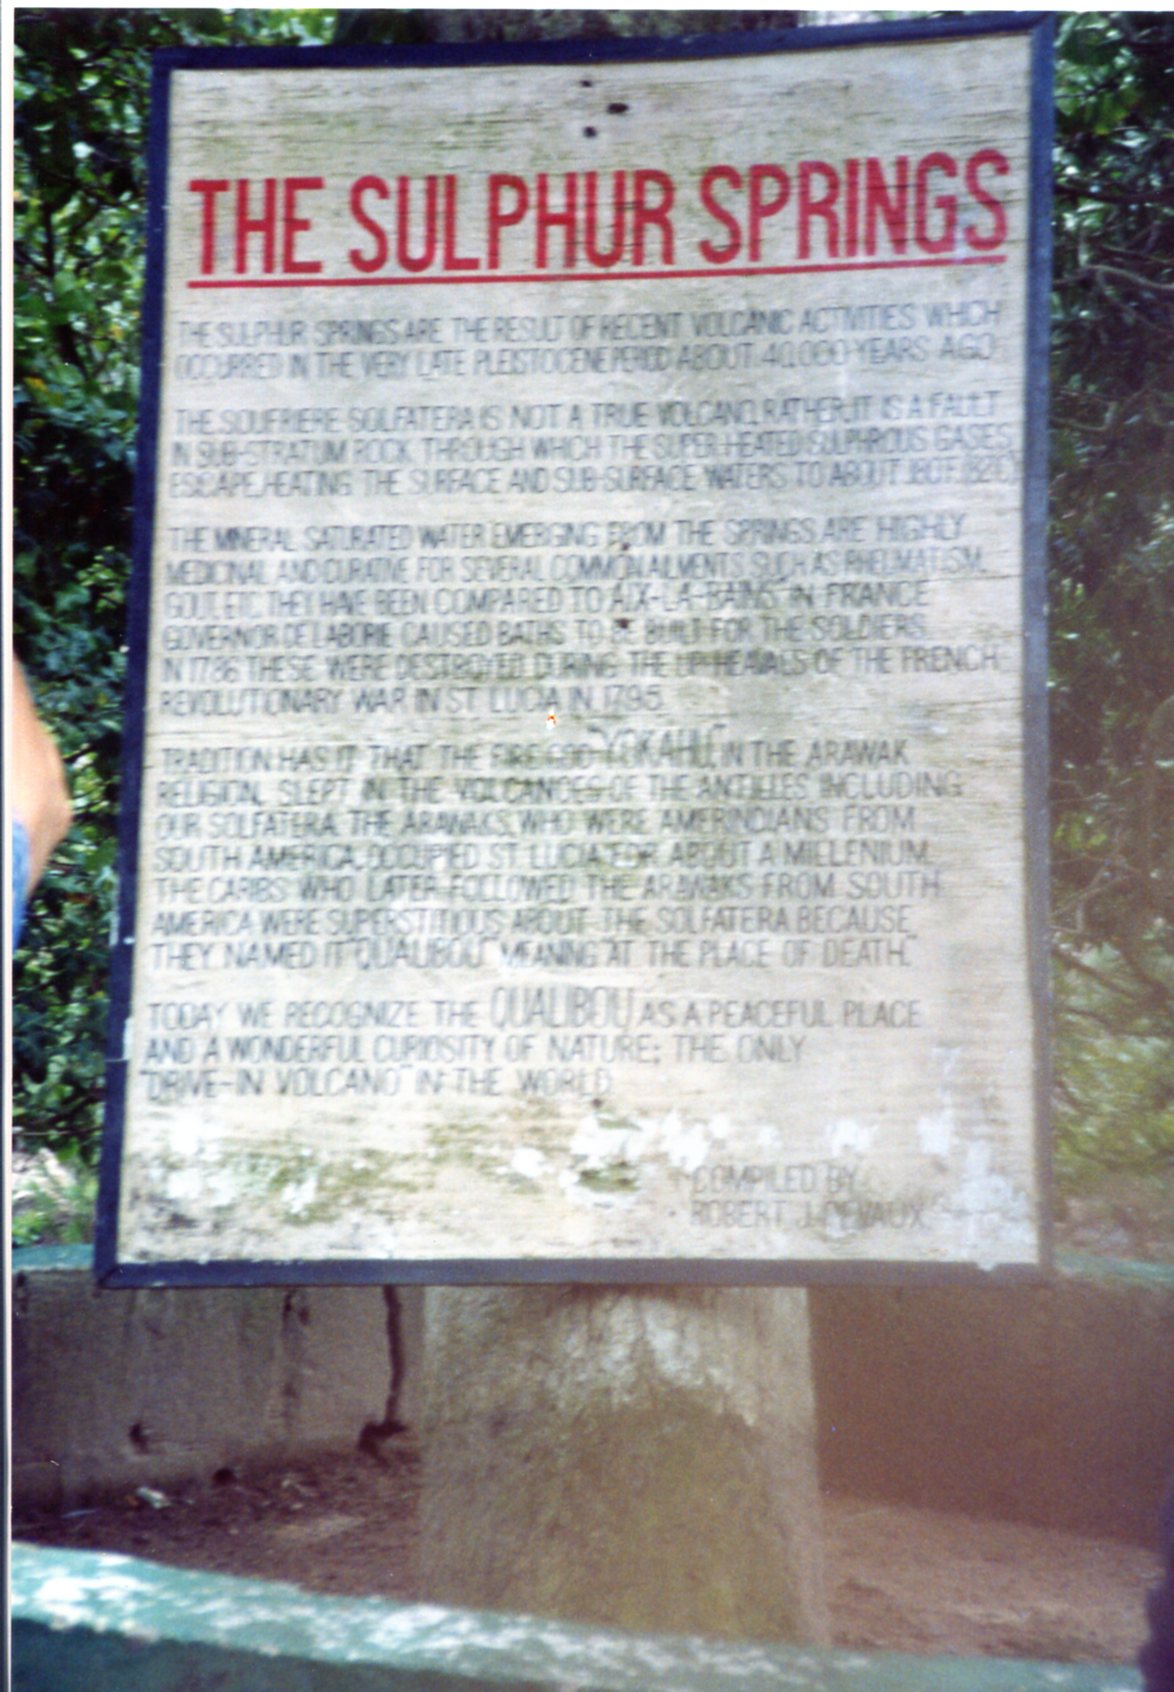 THE SULPHUR SPRINGS
THE SULPHUR SPRINGS ARE THE RESULT OF RECENT VOLCANIC ACTIVITIES WHICH
OCCURRED IN THE VERY LATE PLEISTOCENE PERIOD ABOUT 40,000 YEARS AGO
THE SOUFRIERE SOLFATERA IS NOT A TRUE VOLCANO, RATHER, IT IS A FAULT
IN SUB-STRATUM ROCK THROUGH WHICH THE SUPER-HEATED SULPHROUS GASES
ESCAPE, HEATING THE SURFACE AND SUB-SURFACE WATERS TO ABOUT
THE MINERAL SATURATED WATER EMERGING FROM THE SPRINGS, ARE HIGHLY
MEDICINAL AND CURATIVE FOR SEVERAL COMMON AILMENTS SUCH AS RHEUMATISM,
GOUT, ETC. THEY HAVE BEEN COMPARED TO AIX-LA-BAINS IN FRANCE
GOVERNOR DE LABORIE CAUSED BATHS TO BE BUILT FOR THE SOLDIERS.
IN 1786 THESE WERE DESTROYED DURING THE UP-HEAVALS OF THE FRENCH
REVOLUTIONARY WAR IN ST. LUCIA IN 1795
TRADITION HAS IT THAT THE FIRE GOD "YOKAHU" IN THE ARAWAK
RELIGION, SLEPT IN THE VOLCANOES OF THE ANTILLES INCLUDING
OUR SOLFATERA. THE ARAWAKS, WHO WERE AMERINDIANS FROM
SOUTH AMERICA, OCCUPIED ST. LUCIA FOR ABOUT A MILLENIUM.
THE CARIBS WHO LATER FOLLOWED THE ARAWAKS FROM SOUTH
AMERICA WERE SUPERSTITIOUS ABOUT THE SOLFATERA BECAUSE,
THEY NAMED IT "QUALIBOU" MEANING "AT THE PLACE OF DEATH."
TODAY WE RECOGNIZE THE QUALIBOU AS A PEACEFUL PLACE
AND A WONDERFUL CURIOSITY OF NATURE; THE ONLY
"DRIVE-IN VOLCANO" IN THE WORLD
COMPILED BY
ROBERT J. DEVAUX